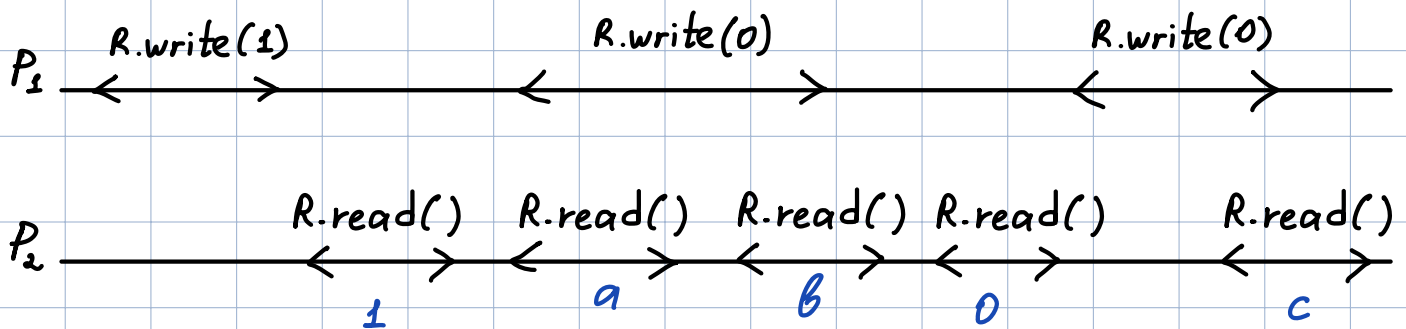 R.write(1) R.write(0) R.write(0)
P1
R.read() R.read() R.read() R.read() R.read()
P2
1 a b 0 c